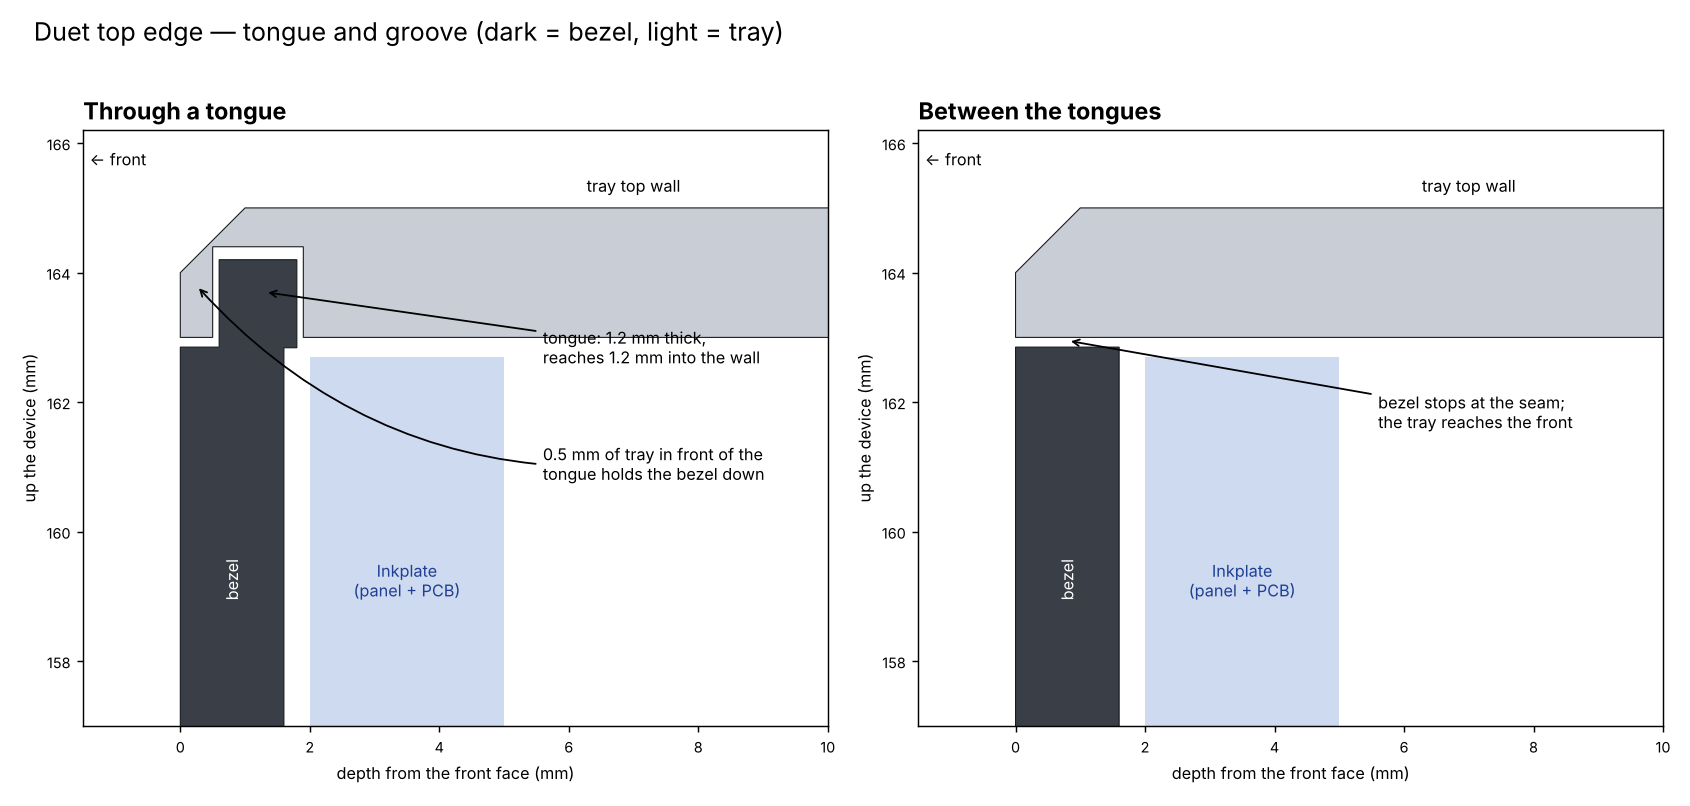 Duet top edge — tongue and groove (dark = bezel, light = tray)
Through a tongue
166
← front
tray top wall
164
tongue: 1.2 mm thick,
reaches 1.2 mm into the wall
162
0.5 mm of tray in front of the
tongue holds the bezel down
160
bezel
Inkplate
(panel + PCB)
158
up the device (mm)
0 2 4 6 8 10
depth from the front face (mm)
Between the tongues
166
← front
tray top wall
164
162
bezel stops at the seam;
the tray reaches the front
160
bezel
Inkplate
(panel + PCB)
158
up the device (mm)
0 2 4 6 8 10
depth from the front face (mm)